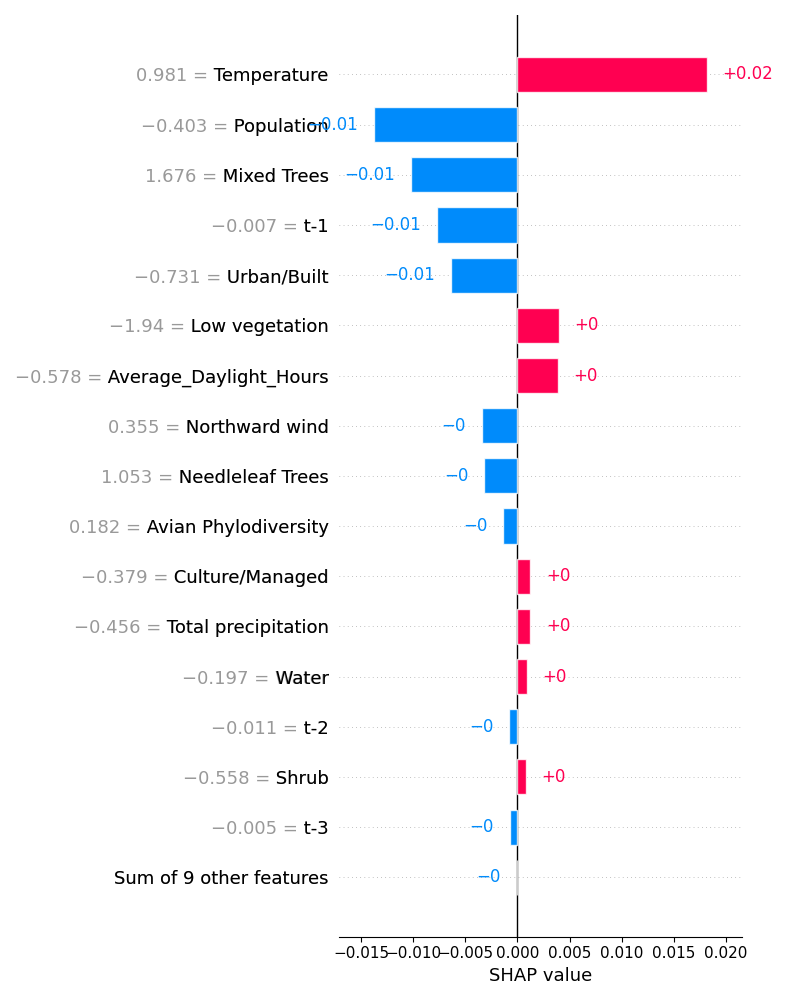 0.981 = Temperature +0.02
−0.403 = Population −0.01
1.676 = Mixed Trees −0.01
−0.007 = t-1 −0.01
−0.731 = Urban/Built −0.01
−1.94 = Low vegetation +0
−0.578 = Average_Daylight_Hours +0
0.355 = Northward wind −0
1.053 = Needleleaf Trees −0
0.182 = Avian Phylodiversity −0
−0.379 = Culture/Managed +0
−0.456 = Total precipitation +0
−0.197 = Water +0
−0.011 = t-2 −0
−0.558 = Shrub +0
−0.005 = t-3 −0
Sum of 9 other features −0
−0.015 −0.010 −0.005 0.000 0.005 0.010 0.015 0.020
SHAP value